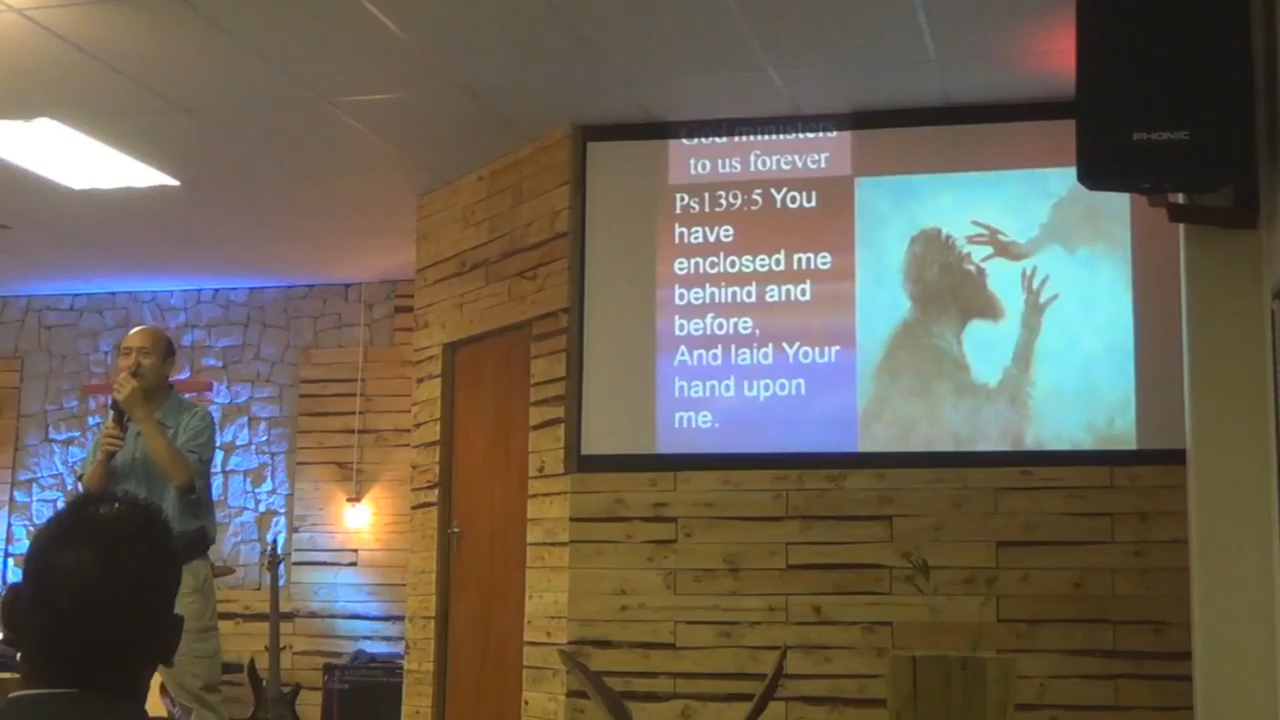 God ministers
to us forever
Ps139:5 You
have
enclosed me
behind and
before,
And laid Your
hand upon
me.
PHONIC